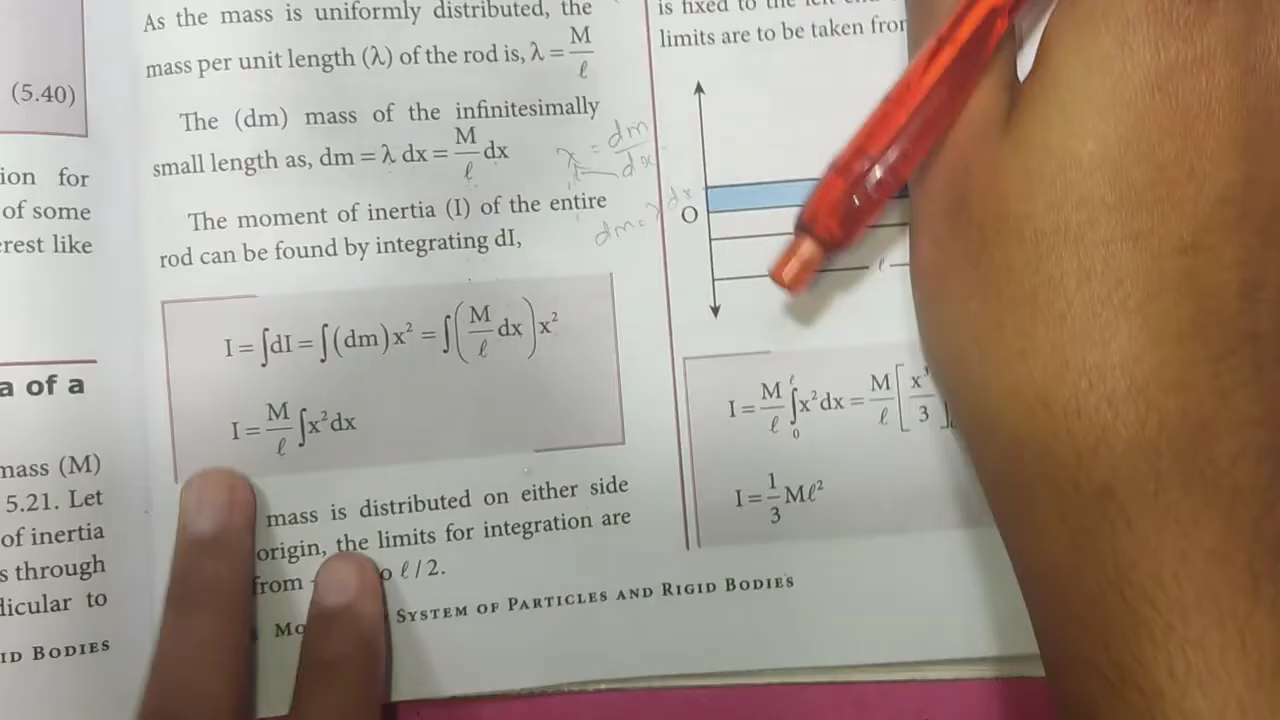 (5.40)
ion for
of some
rest like
a of a
mass (M)
5.21. Let
of inertia
s through
dicular to
ID BODIES
As the mass is uniformly distributed, the
mass per unit length (λ) of the rod is, λ = M/ℓ
The (dm) mass of the infinitesimally
small length as, dm = λ dx = M/ℓ dx
λ = dm/dx
dm = λ dx
The moment of inertia (I) of the entire
rod can be found by integrating dI,
I = ∫dI = ∫(dm)x² = ∫(M/ℓ dx)x²
I = M/ℓ ∫x²dx
mass is distributed on either side
origin, the limits for integration are
from ℓ/2.
SYSTEM OF PARTICLES AND RIGID BODIES
is fixed to the left
limits are to be taken from
O
ℓ
I = M/ℓ ∫₀^ℓ x²dx = M/ℓ [x³/3]
I = 1/3 Mℓ²